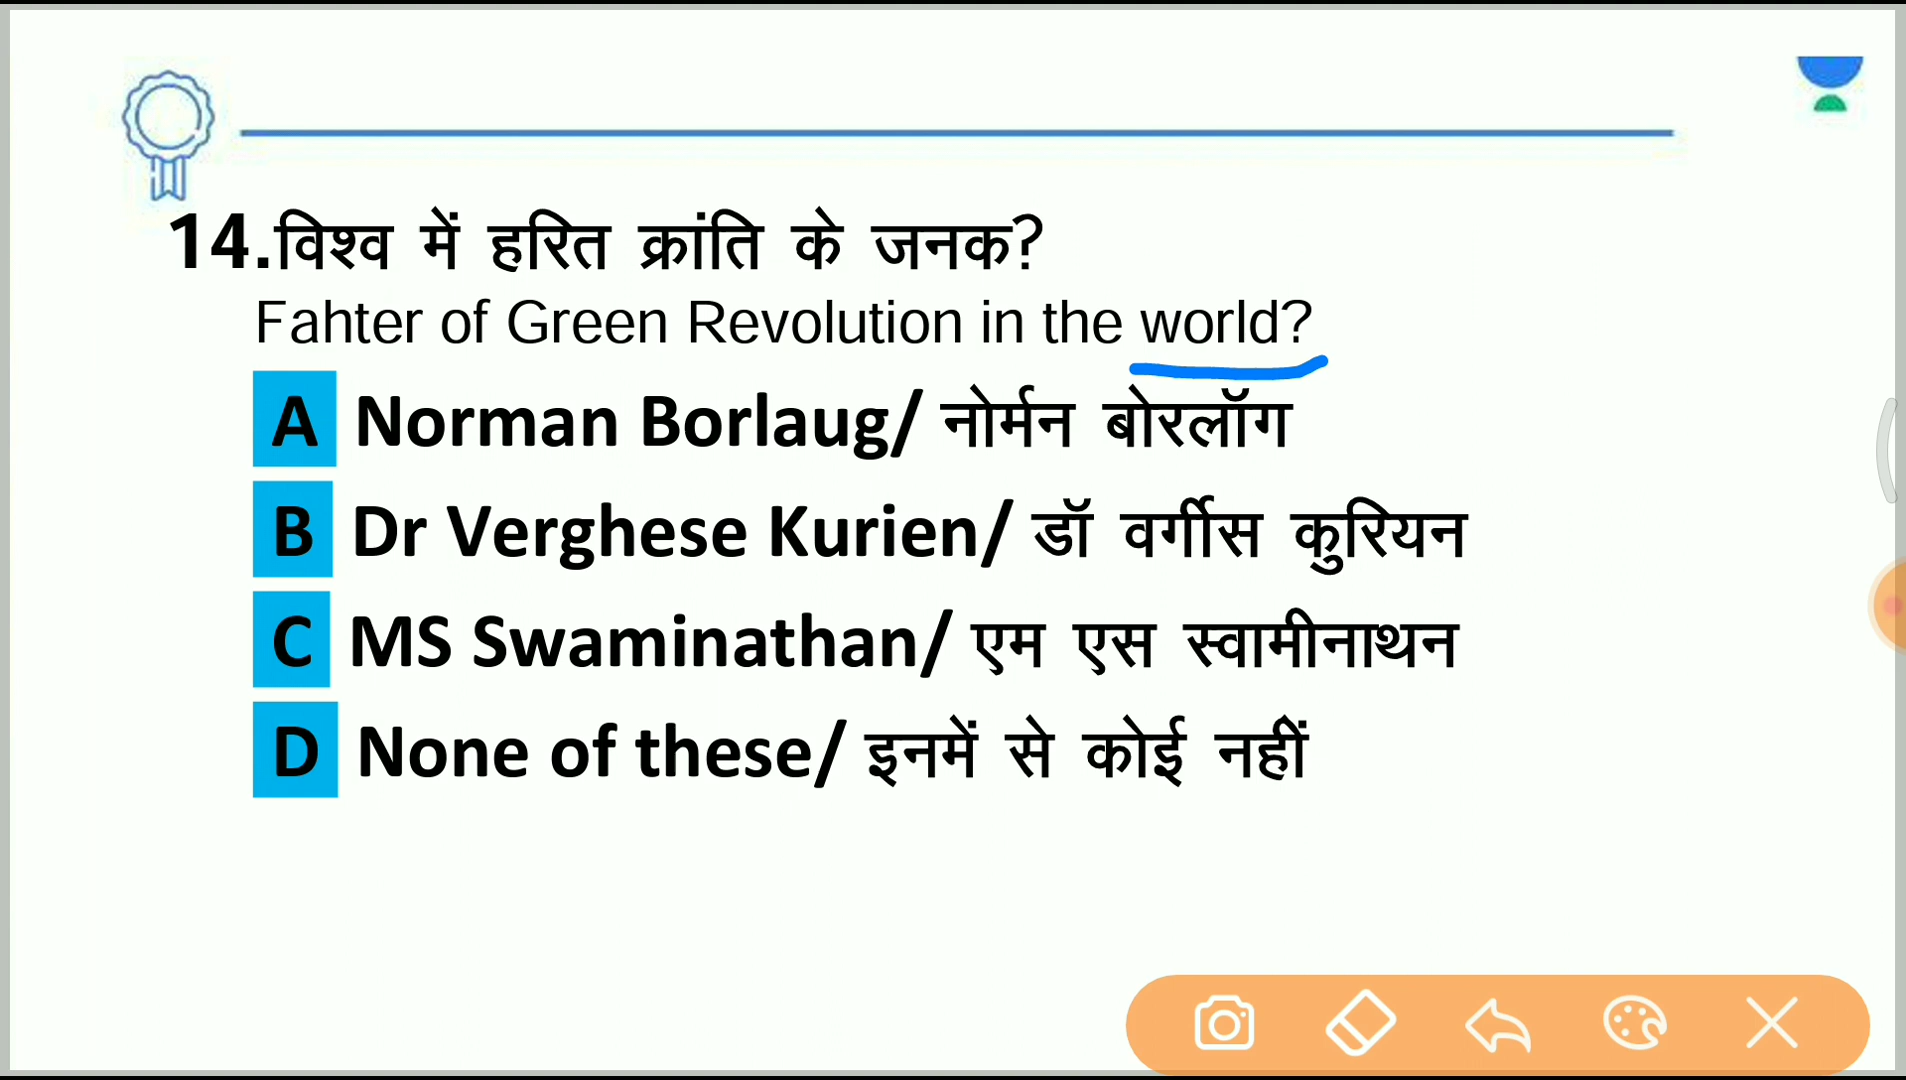 14.विश्व में हरित क्रांति के जनक?
Fahter of Green Revolution in the world?
A Norman Borlaug/ नोर्मन बोरलॉग
B Dr Verghese Kurien/ डॉ वर्गीस कुरियन
C MS Swaminathan/ एम एस स्वामीनाथन
D None of these/ इनमें से कोई नहीं